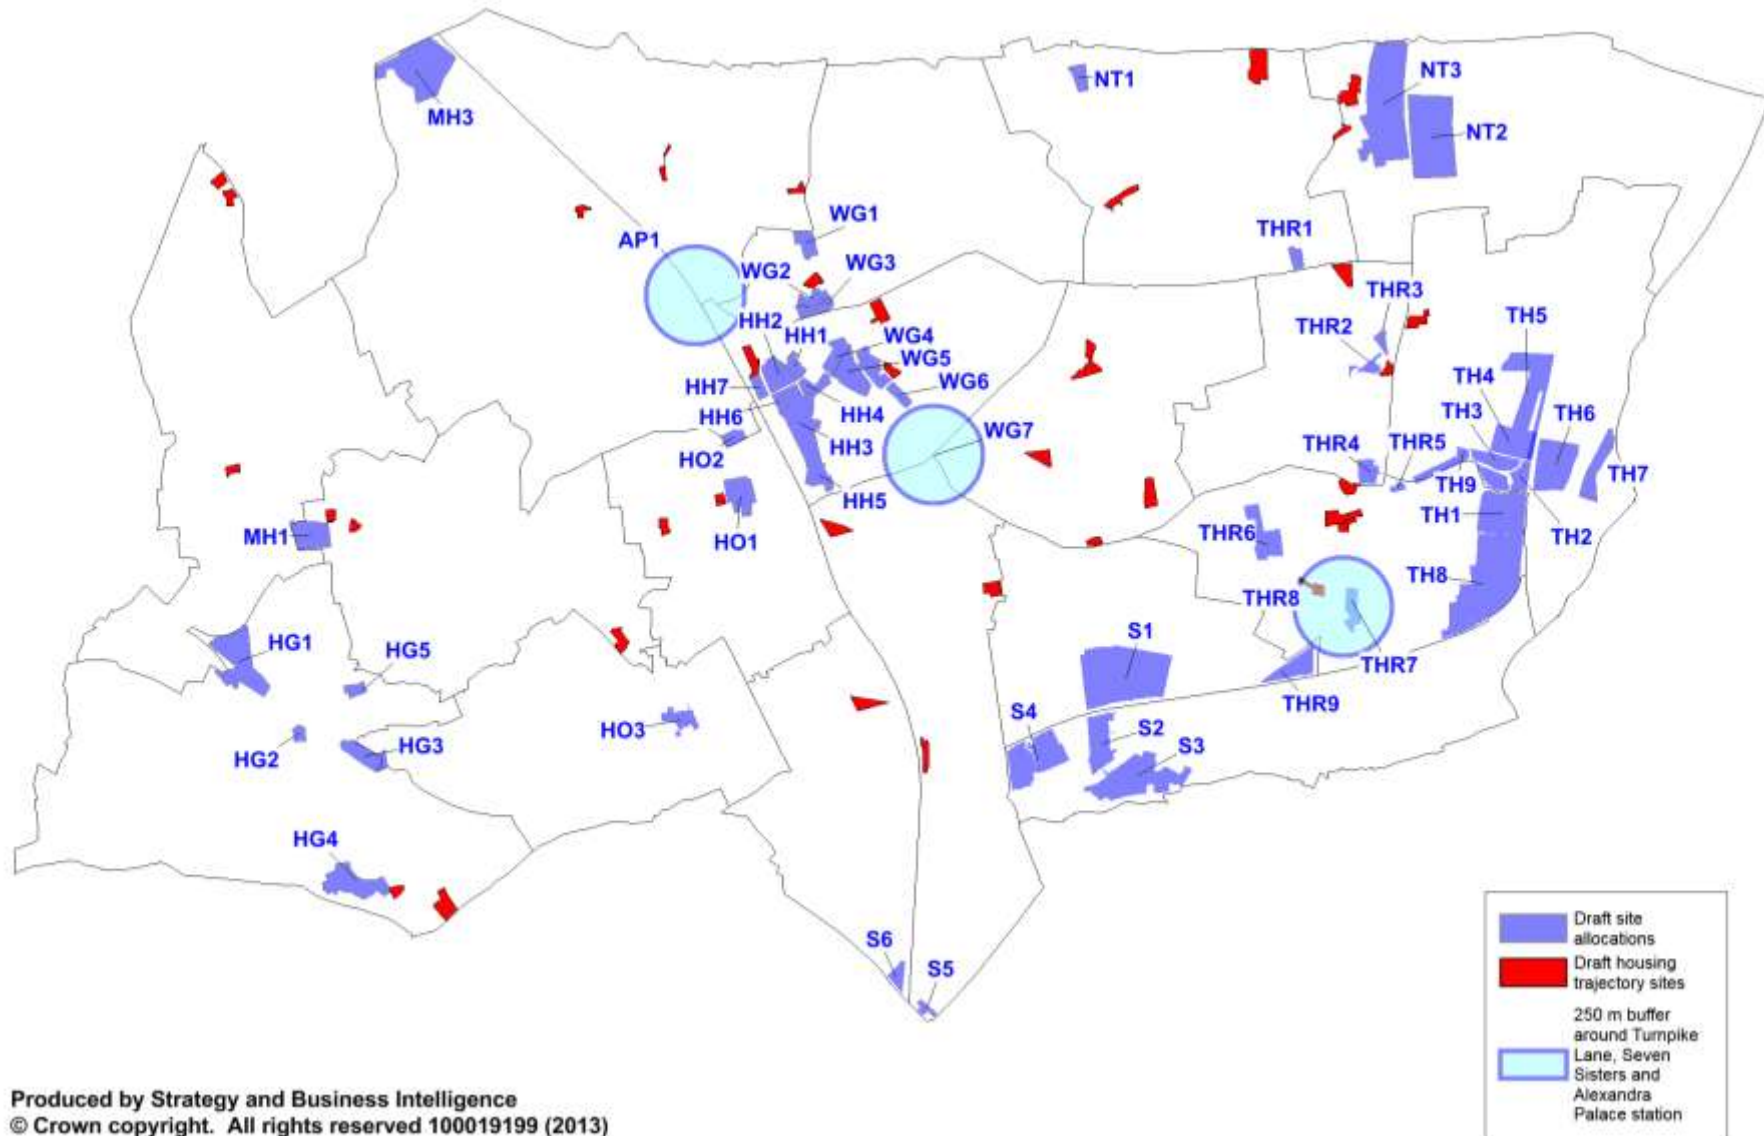 NT3
NT1
MH3
NT2
WG1
THR1
AP1
WG2
WG3
THR3
HH2
THR2
TH5
HH1
WG4
WG5
HH7
WG6
TH4
HH6
HH4
TH3
TH6
WG7
THR4
THR5
HH3
HO2
TH7
TH9
HH5
TH1
MH1
THR6
HO1
TH2
TH8
THR8
S1
HG1
HG5
THR7
THR9
S4
HO3
S2
HG3
S3
HG2
HG4
S6
S5
Draft site
allocations
Draft housing
trajectory sites
250 m buffer
around Turnpike
Lane, Seven
Sisters and
Alexandra
Palace station
Produced by Strategy and Business Intelligence
© Crown copyright. All rights reserved 100019199 (2013)